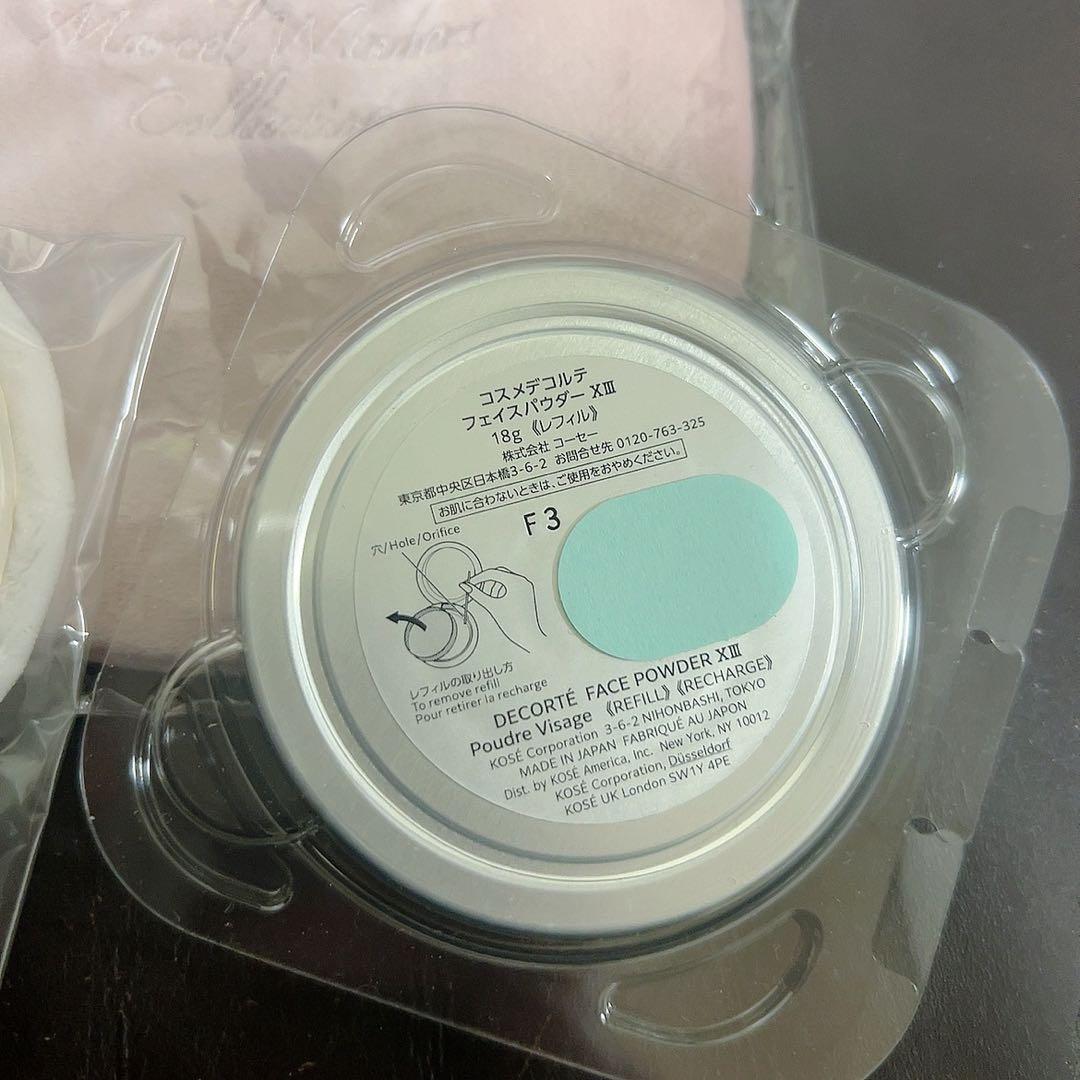 Marcel Wanders
Collection
コスメデコルテ
フェイスパウダー XⅢ
18g 《レフィル》
株式会社 コーセー
東京都中央区日本橋3-6-2 お問合せ先 0120-763-325
お肌に合わないときは、ご使用をおやめください。
F3
穴/Hole/Orifice
レフィルの取り出し方
To remove refill
Pour retirer la recharge
DECORTÉ FACE POWDER XⅢ
Poudre Visage 《REFILL》《RECHARGE》
KOSÉ Corporation 3-6-2 NIHONBASHI, TOKYO
MADE IN JAPAN FABRIQUÉ AU JAPON
Dist. by KOSÉ America, Inc. New York, NY 10012
KOSÉ Corporation, Düsseldorf
KOSÉ UK London SW1Y 4PE